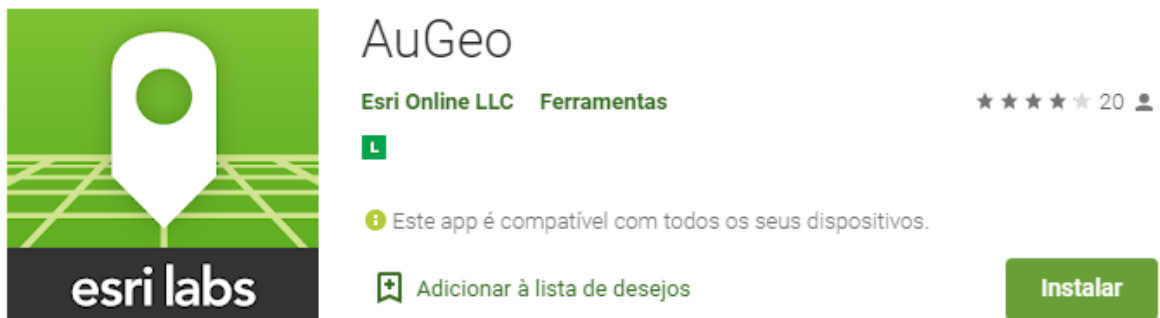 AuGeo
Esri Online LLC Ferramentas
20
L
Este app é compatível com todos os seus dispositivos.
esri labs
Adicionar à lista de desejos
Instalar